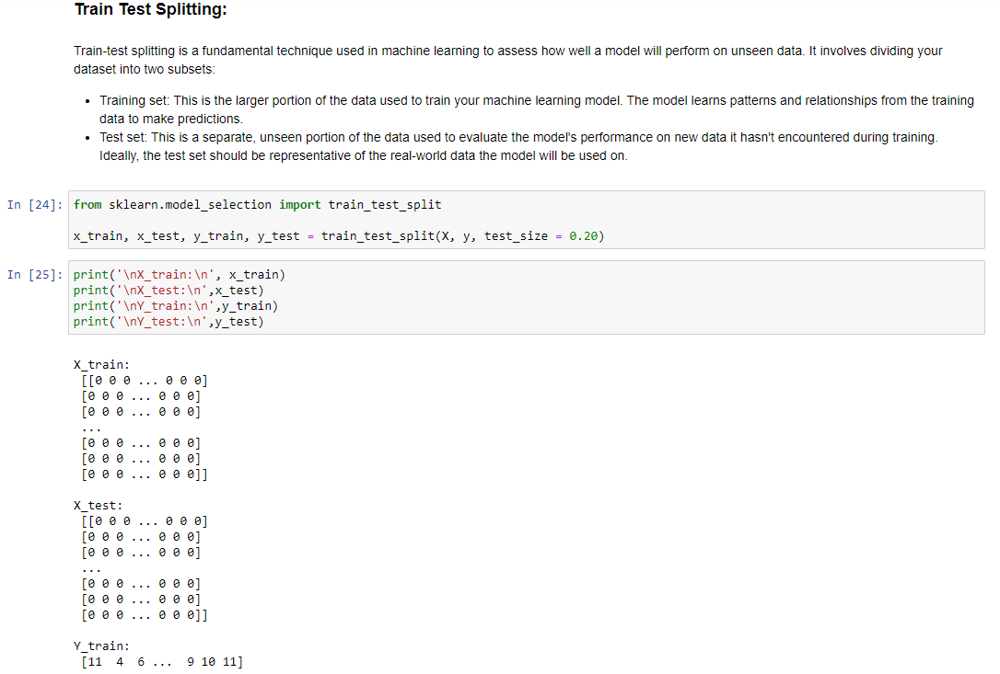 Train Test Splitting:
Train-test splitting is a fundamental technique used in machine learning to assess how well a model will perform on unseen data. It involves dividing your
dataset into two subsets:
• Training set: This is the larger portion of the data used to train your machine learning model. The model learns patterns and relationships from the training
data to make predictions.
• Test set: This is a separate, unseen portion of the data used to evaluate the model's performance on new data it hasn't encountered during training.
Ideally, the test set should be representative of the real-world data the model will be used on.
In [24]: from sklearn.model_selection import train_test_split
x_train, x_test, y_train, y_test = train_test_split(X, y, test_size = 0.20)
In [25]: print('\nX_train:\n', x_train)
print('\nX_test:\n',x_test)
print('\nY_train:\n',y_train)
print('\nY_test:\n',y_test)
X_train:
[[0 0 0 ... 0 0 0]
[0 0 0 ... 0 0 0]
[0 0 0 ... 0 0 0]
...
[0 0 0 ... 0 0 0]
[0 0 0 ... 0 0 0]
[0 0 0 ... 0 0 0]]
X_test:
[[0 0 0 ... 0 0 0]
[0 0 0 ... 0 0 0]
[0 0 0 ... 0 0 0]
...
[0 0 0 ... 0 0 0]
[0 0 0 ... 0 0 0]
[0 0 0 ... 0 0 0]]
Y_train:
[11  4  6 ...  9 10 11]